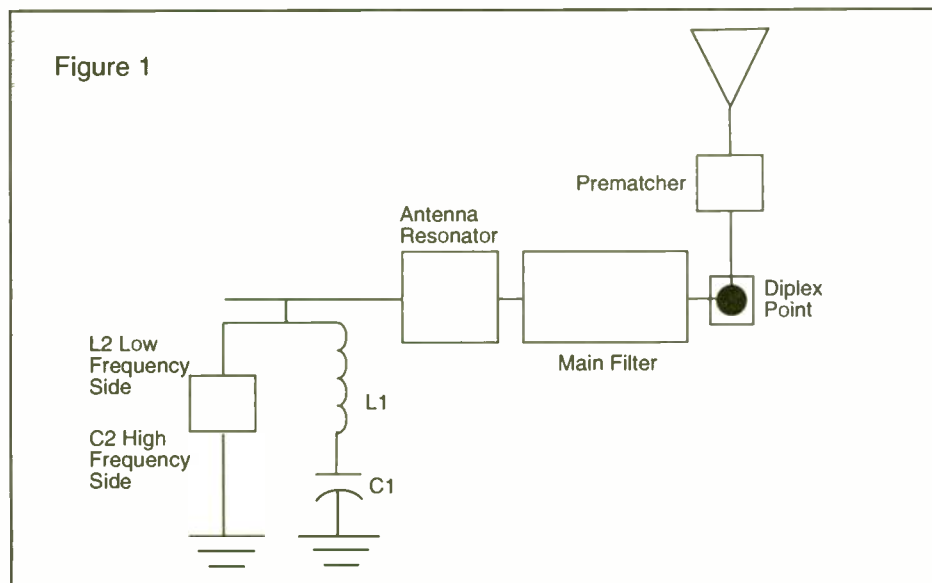 Figure 1
Prematcher
Antenna
Resonator
Diplex
Point
Main Filter
L2 Low
Frequency
Side
L1
C2 High
Frequency
Side
C1